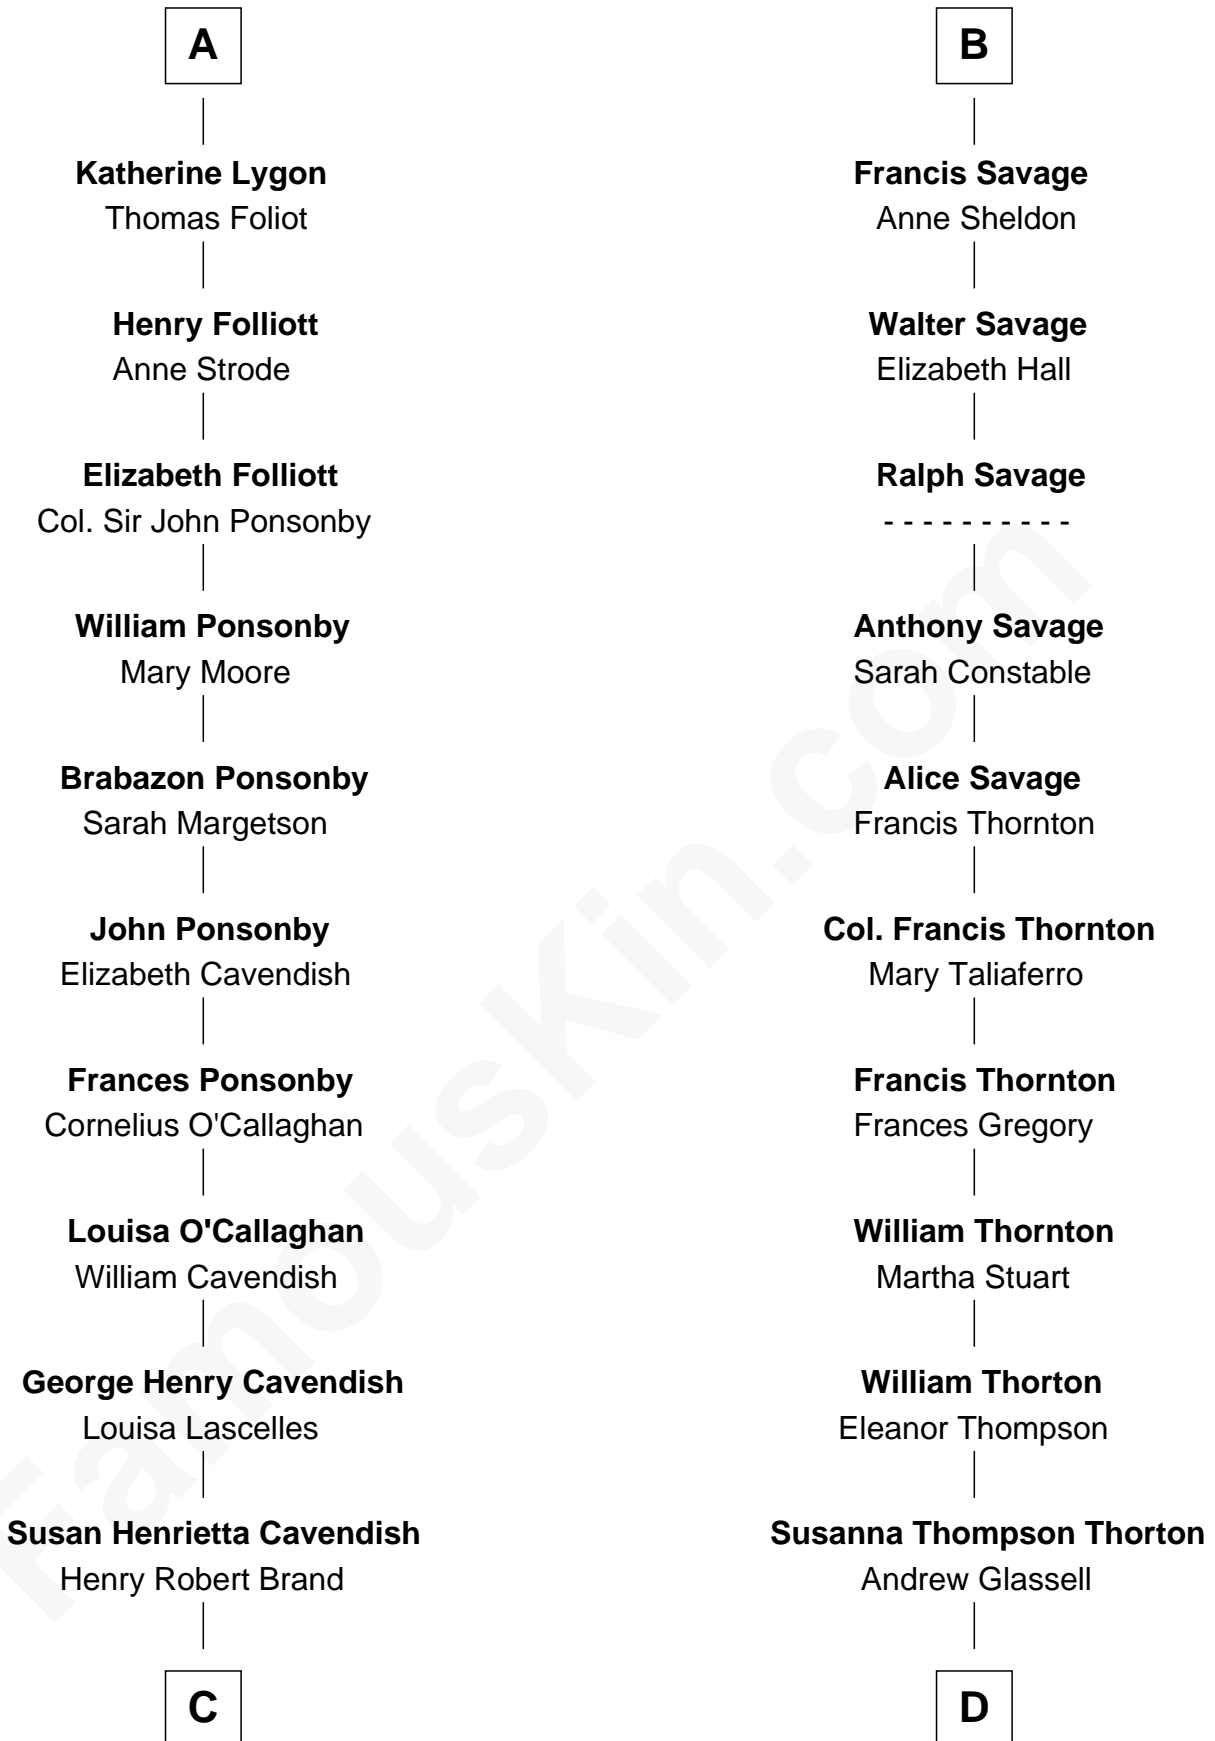 A
Katherine Lygon
Thomas Foliot
Henry Folliott
Anne Strode
Elizabeth Folliott
Col. Sir John Ponsonby
William Ponsonby
Mary Moore
Brabazon Ponsonby
Sarah Margetson
John Ponsonby
Elizabeth Cavendish
Frances Ponsonby
Cornelius O'Callaghan
Louisa O'Callaghan
William Cavendish
George Henry Cavendish
Louisa Lascelles
Susan Henrietta Cavendish
Henry Robert Brand
C
B
Francis Savage
Anne Sheldon
Walter Savage
Elizabeth Hall
Ralph Savage
- - - - - - - - - -
Anthony Savage
Sarah Constable
Alice Savage
Francis Thornton
Col. Francis Thornton
Mary Taliaferro
Francis Thornton
Frances Gregory
William Thornton
Martha Stuart
William Thorton
Eleanor Thompson
Susanna Thompson Thorton
Andrew Glassell
D
FamousKin.com